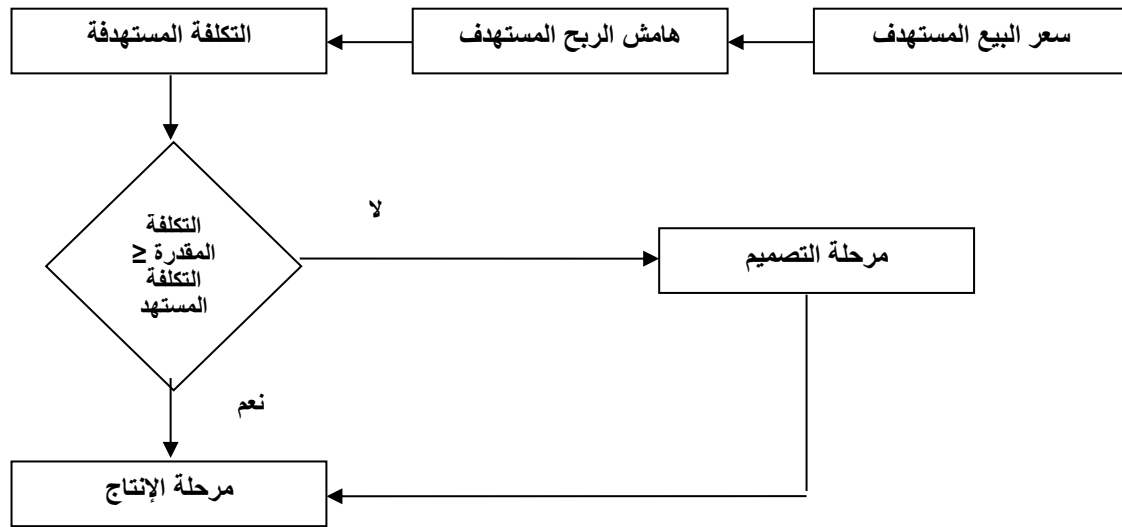 سعر البيع المستهدف
هامش الربح المستهدف
التكلفة المستهدفة
التكلفة
المقدرة ≤
التكلفة
المستهد
لا
مرحلة التصميم
نعم
مرحلة الإنتاج